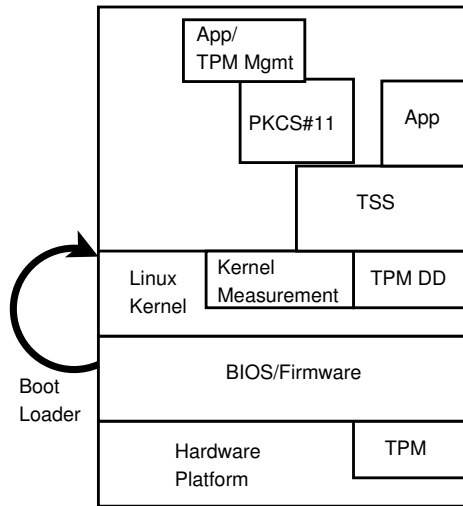 App/
TPM Mgmt
PKCS#11
App
TSS
Linux
Kernel
Kernel
Measurement
TPM DD
BIOS/Firmware
Boot
Loader
Hardware
Platform
TPM